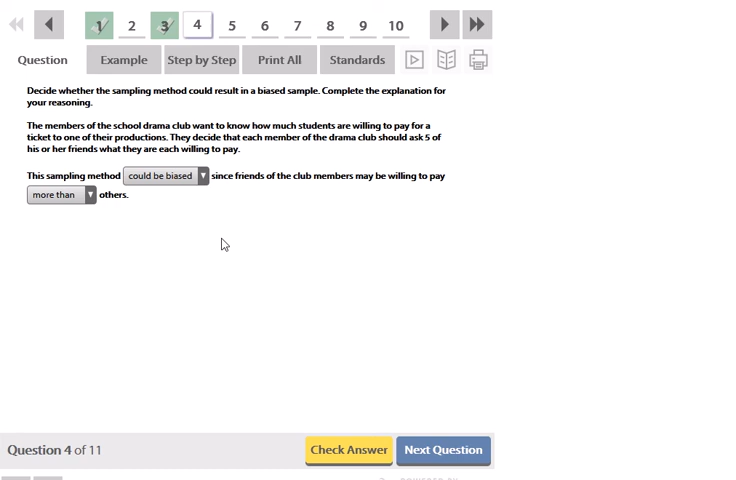 1 2 3 4 5 6 7 8 9 10
Question Example Step by Step Print All Standards
Decide whether the sampling method could result in a biased sample. Complete the explanation for
your reasoning.
The members of the school drama club want to know how much students are willing to pay for a
ticket to one of their productions. They decide that each member of the drama club should ask 5 of
his or her friends what they are each willing to pay.
This sampling method could be biased since friends of the club members may be willing to pay
more than others.
Question 4 of 11 Check Answer Next Question